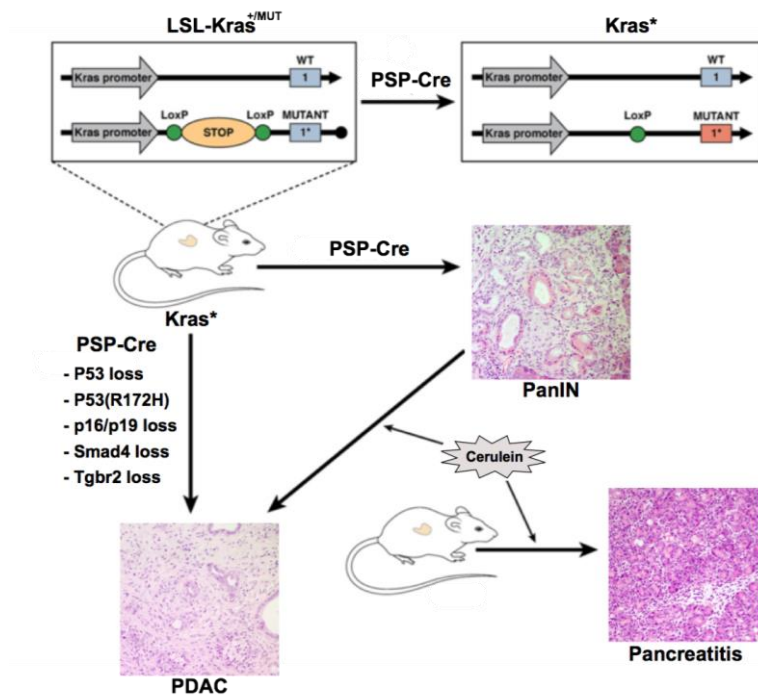 LSL-Kras+/MUT
Kras*
WT
Kras promoter
1
LoxP
LoxP
MUTANT
Kras promoter
STOP
1*
PSP-Cre
WT
Kras promoter
1
LoxP
MUTANT
Kras promoter
1*
PSP-Cre
Kras*
PSP-Cre
- P53 loss
- P53(R172H)
- p16/p19 loss
- Smad4 loss
- Tgbr2 loss
PanIN
Cerulein
PDAC
Pancreatitis